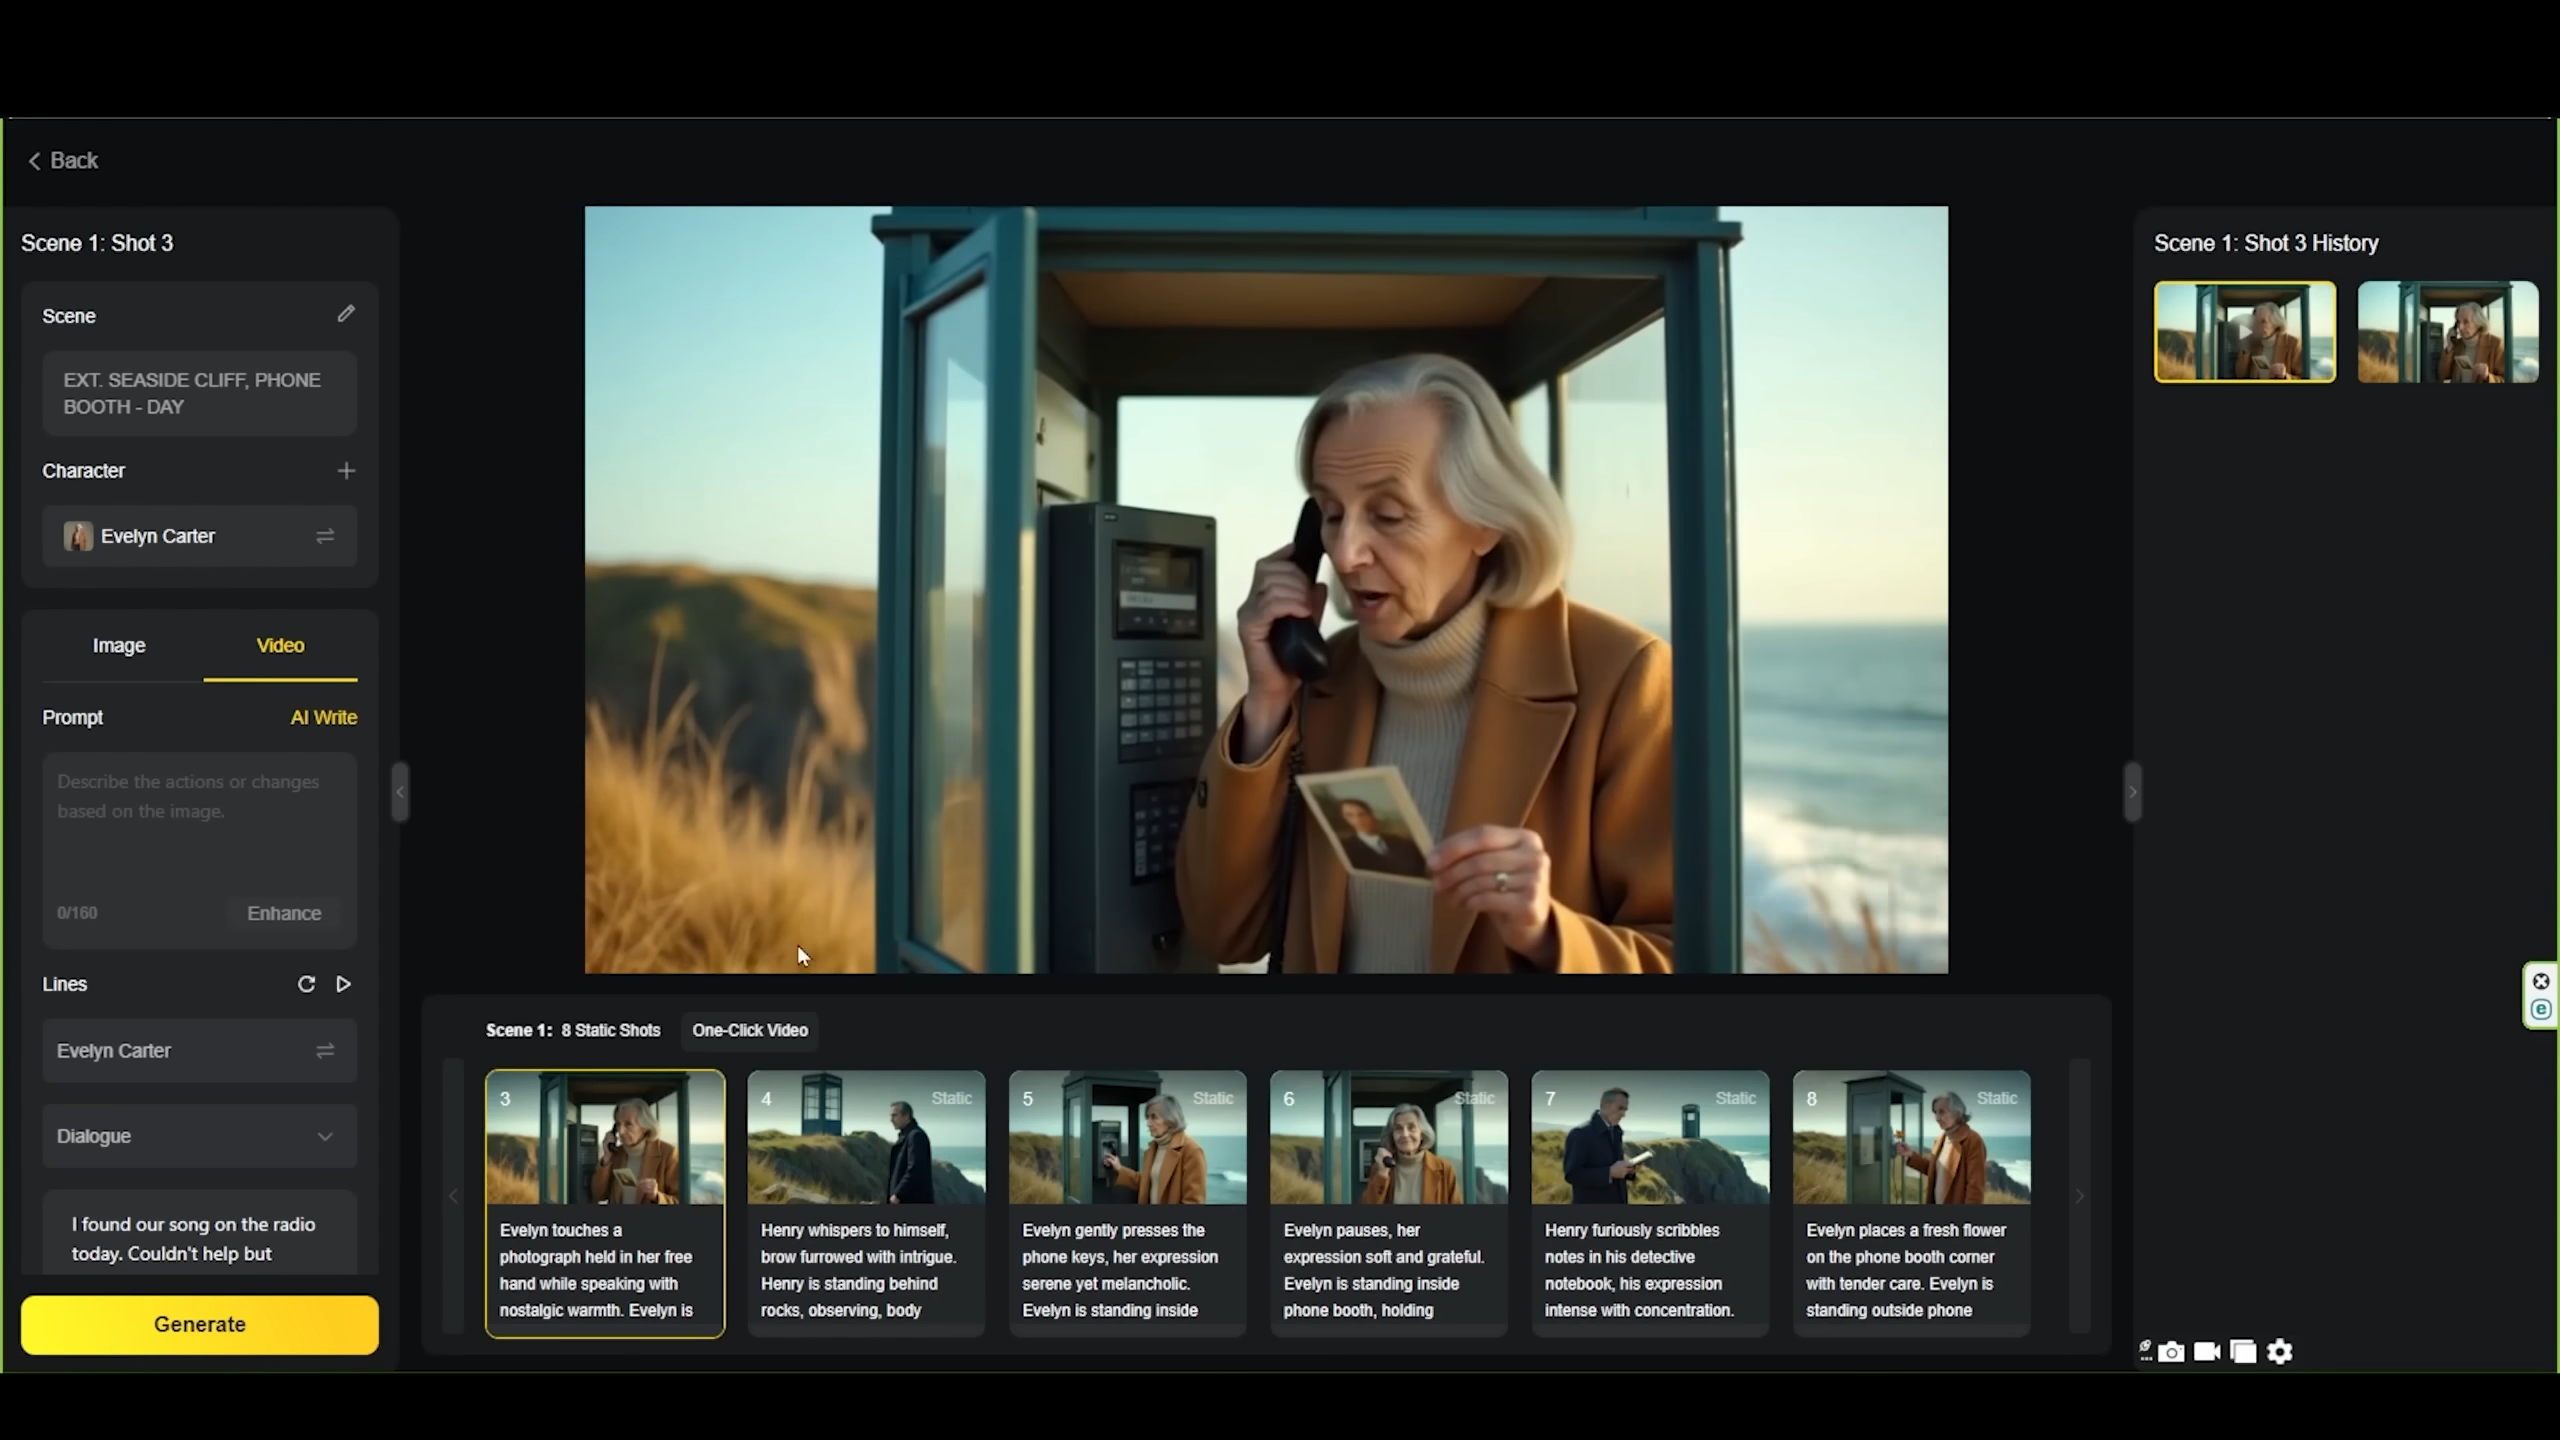 Back
Scene 1: Shot 3
Scene
EXT. SEASIDE CLIFF, PHONE
BOOTH - DAY
Character
Evelyn Carter
Image
Video
Prompt
AI Write
Describe the actions or changes
based on the image.
0/160
Enhance
Lines
Evelyn Carter
Dialogue
I found our song on the radio
today. Couldn't help but
Generate
Scene 1: 8 Static Shots
One-Click Video
3
Evelyn touches a
photograph held in her free
hand while speaking with
nostalgic warmth. Evelyn is
4
Static
Henry whispers to himself,
brow furrowed with intrigue.
Henry is standing behind
rocks, observing, body
5
Static
Evelyn gently presses the
phone keys, her expression
serene yet melancholic.
Evelyn is standing inside
6
Static
Evelyn pauses, her
expression soft and grateful.
Evelyn is standing inside
phone booth, holding
7
Static
Henry furiously scribbles
notes in his detective
notebook, his expression
intense with concentration.
8
Static
Evelyn places a fresh flower
on the phone booth corner
with tender care. Evelyn is
standing outside phone
Scene 1: Shot 3 History